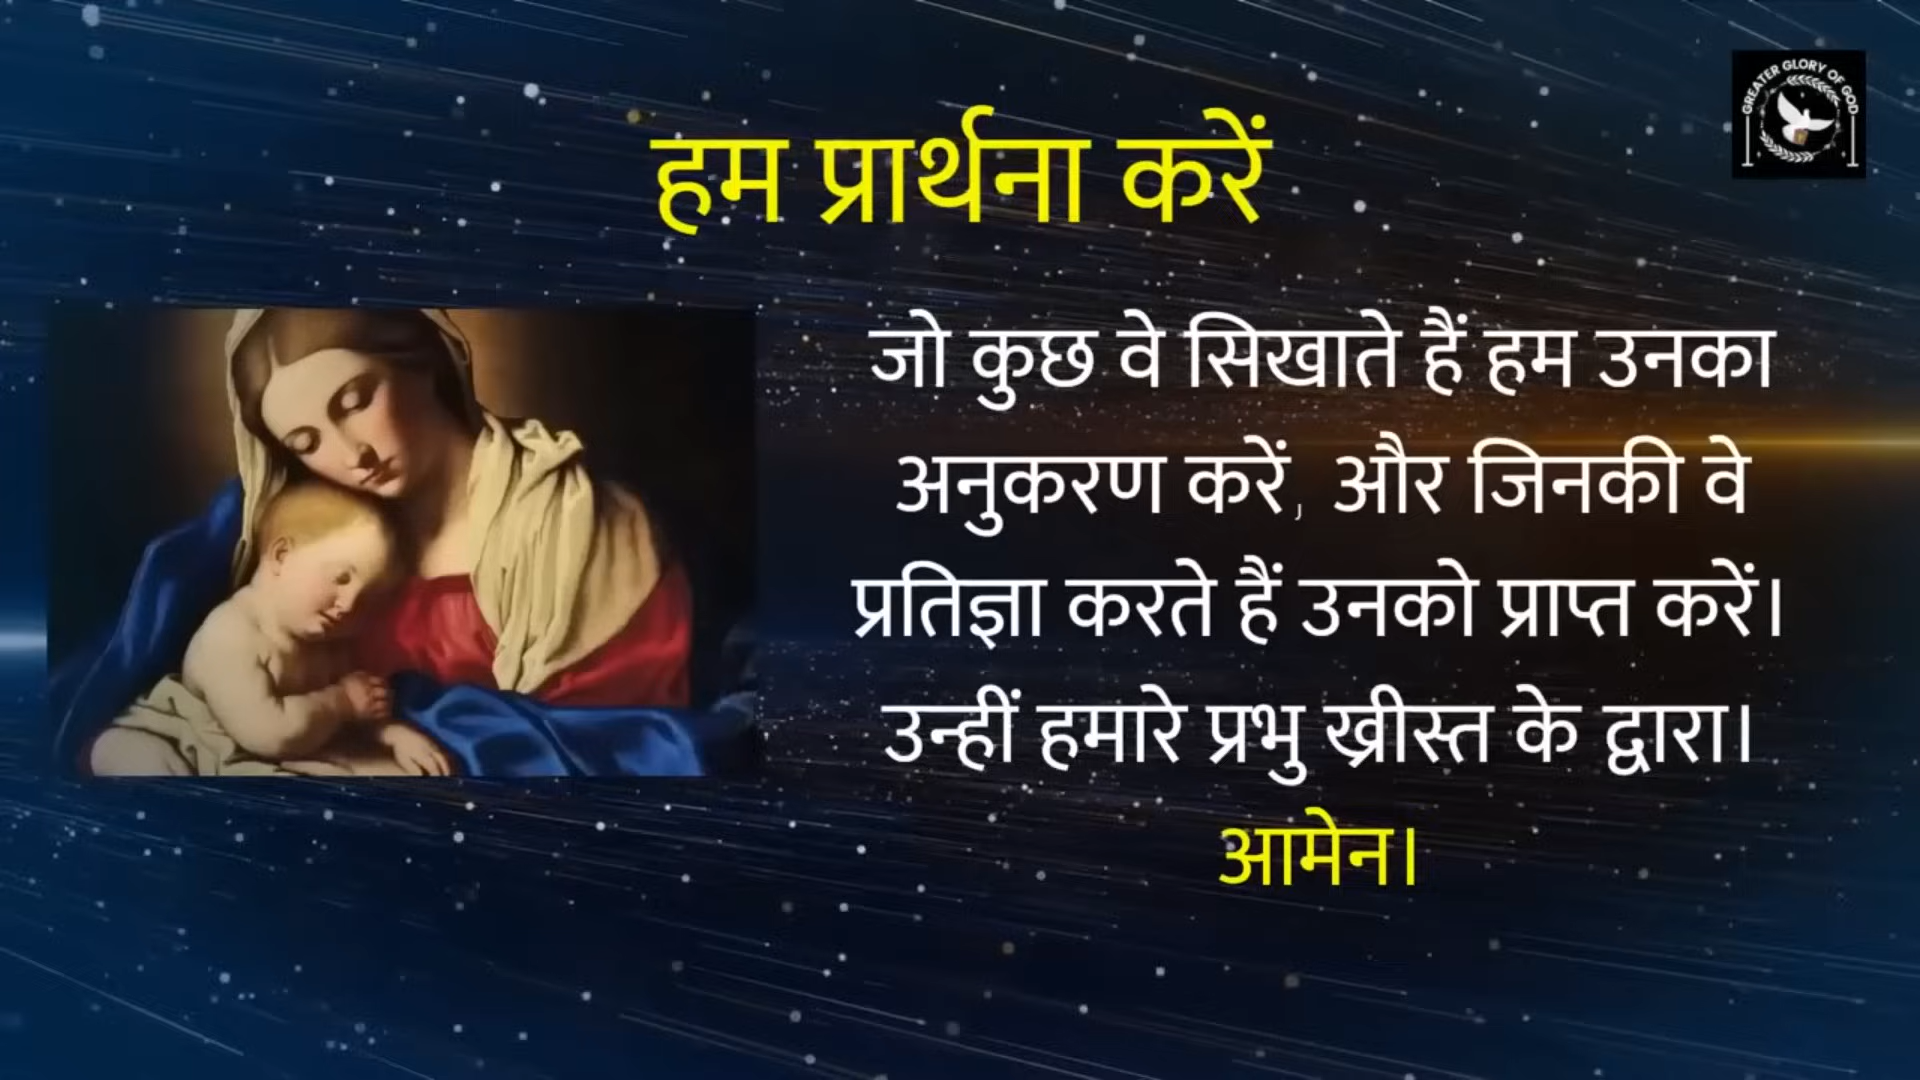 GREATER GLORY OF GOD
हम प्रार्थना करें
जो कुछ वे सिखाते हैं हम उनका
अनुकरण करें, और जिनकी वे
प्रतिज्ञा करते हैं उनको प्राप्त करें।
उन्हीं हमारे प्रभु ख्रीस्त के द्वारा।
आमेन।